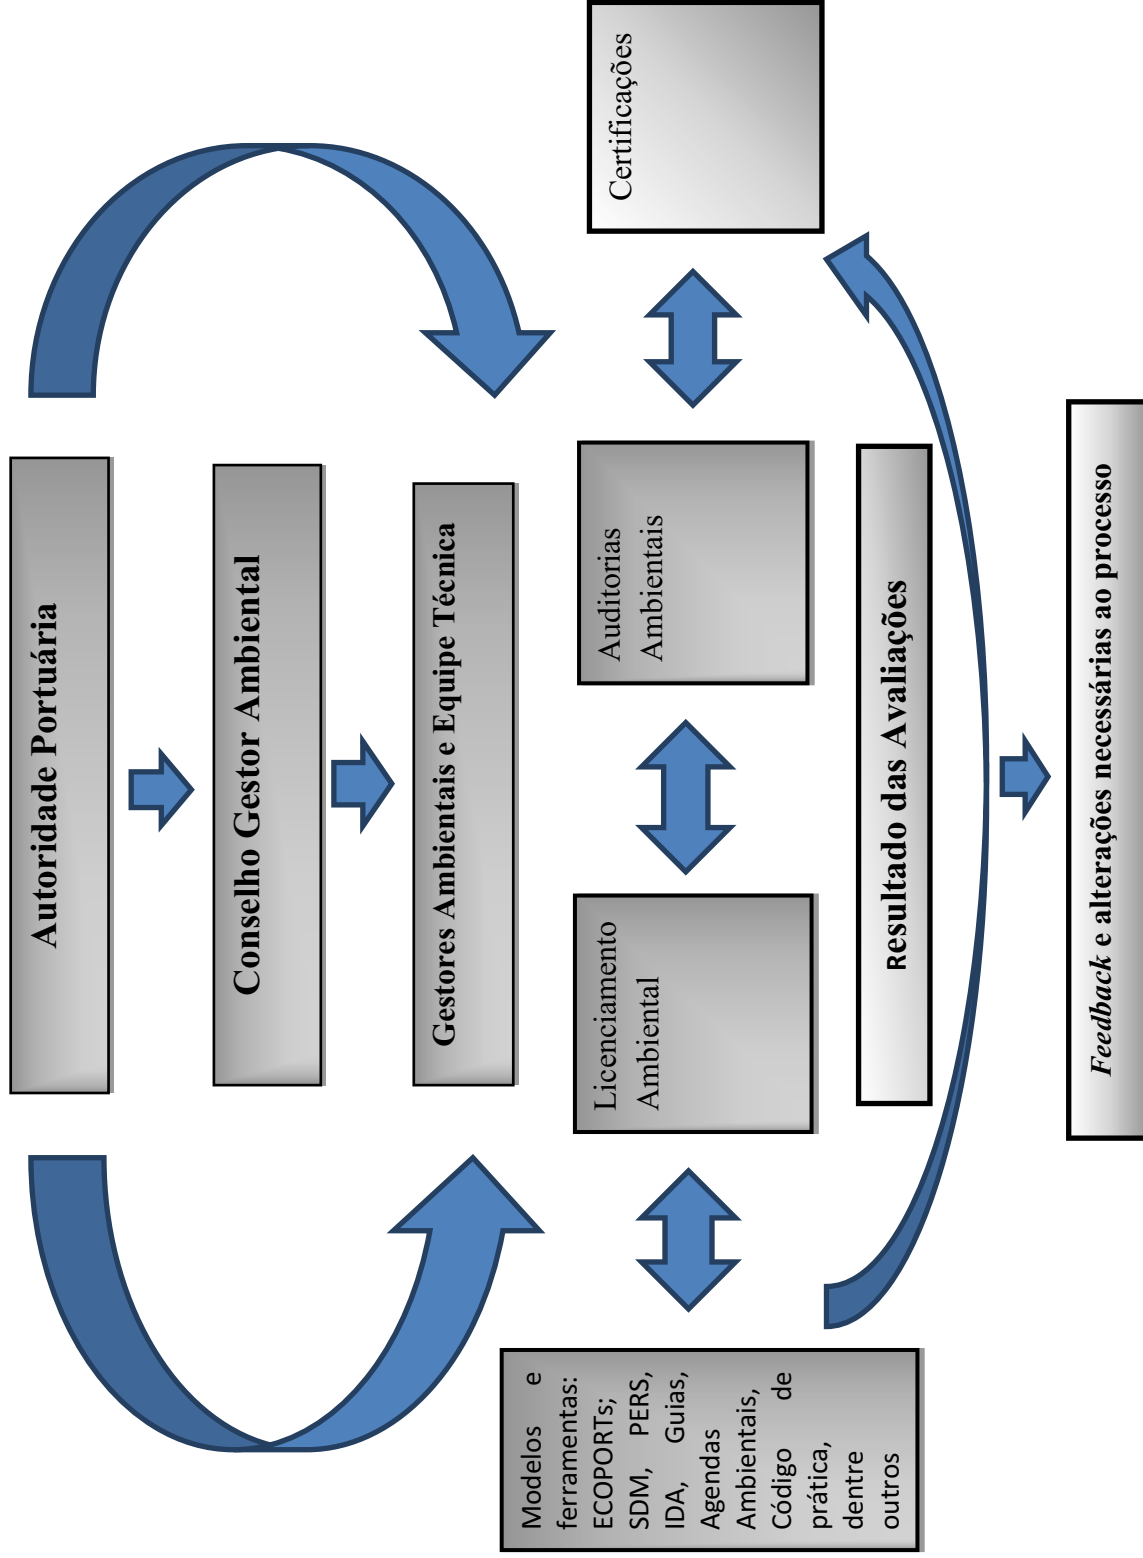 Autoridade Portuária
Conselho Gestor Ambiental
Gestores Ambientais e Equipe Técnica
Modelos e
ferramentas:
ECOPORTs;
SDM, PERS,
IDA, Guias,
Agendas
Ambientais,
Código de
prática,
dentre
outros
Licenciamento
Ambiental
Auditorias
Ambientais
Certificações
Resultado das Avaliações
Feedback e alterações necessárias ao processo